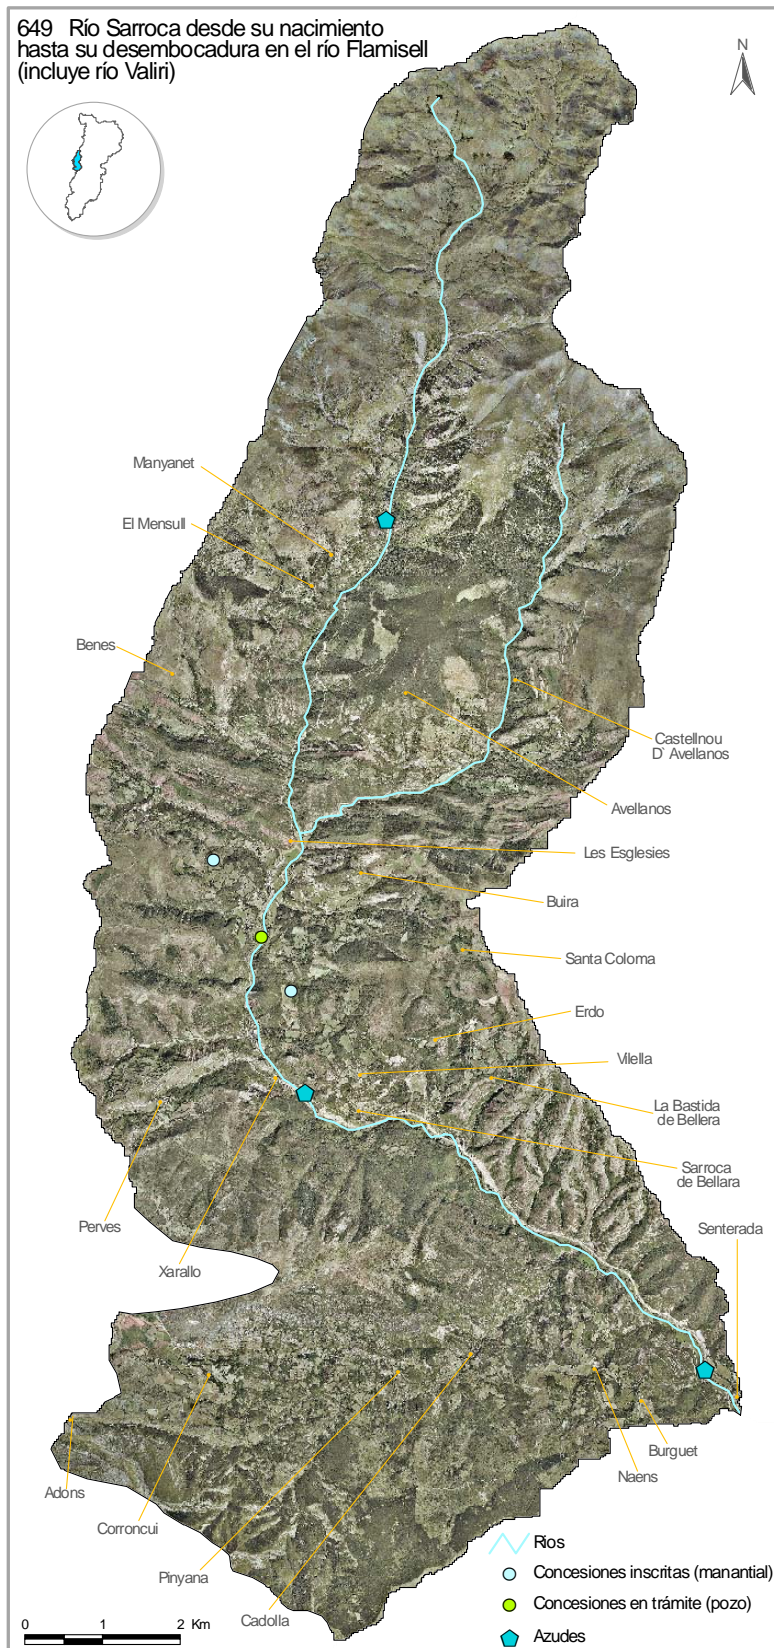 649 Río Sarroca desde su nacimiento
hasta su desembocadura en el río Flamisell
(incluye río Valiri)
N
Manyanet
El Mensull
Benes
Castellnou
D` Avellanos
Avellanos
Les Esglesies
Buira
Santa Coloma
Erdo
Vilella
La Bastida
de Bellera
Sarroca
de Bellara
Senterada
Perves
Xarallo
Burguet
Naens
Adons
Corroncui
Pinyana
Cadolla
Ríos
Concesiones inscritas (manantial)
Concesiones en trámite (pozo)
Azudes
0 1 2 Km